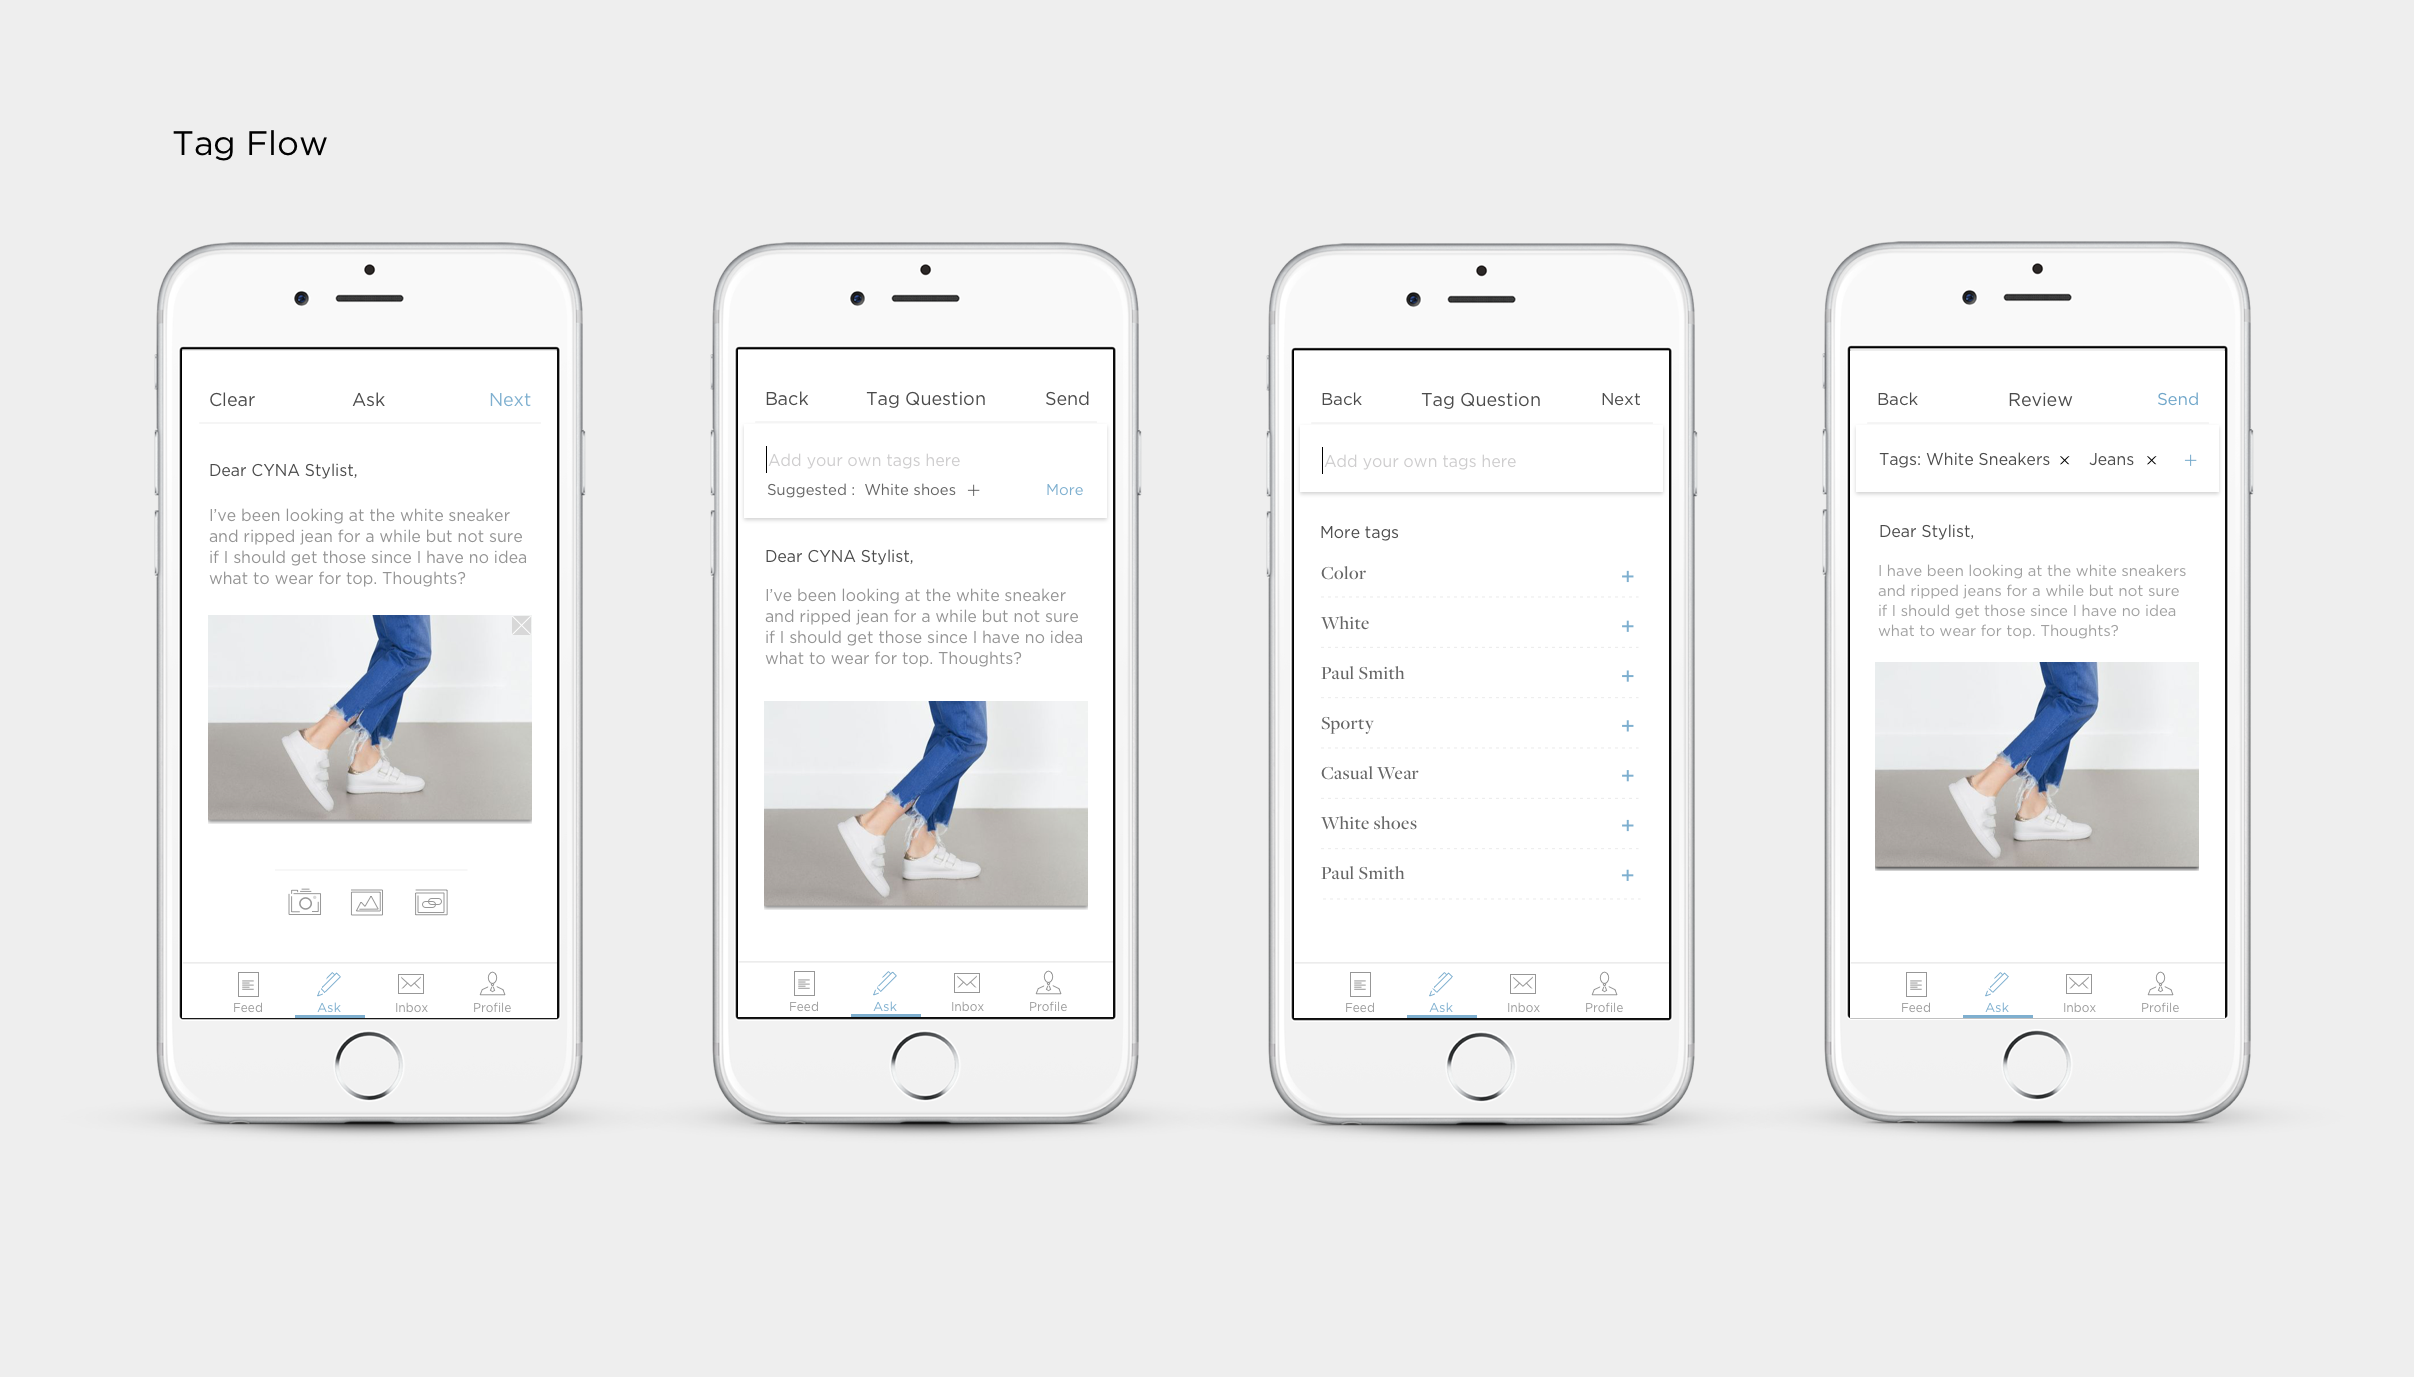 Tag Flow
Clear Ask Next
Dear CYNA Stylist,
I've been looking at the white sneaker
and ripped jean for a while but not sure
if I should get those since I have no idea
what to wear for top. Thoughts?
Feed Ask Inbox Profile
Back Tag Question Send
Add your own tags here
Suggested : White shoes + More
Dear CYNA Stylist,
I've been looking at the white sneaker
and ripped jean for a while but not sure
if I should get those since I have no idea
what to wear for top. Thoughts?
Feed Ask Inbox Profile
Back Tag Question Next
Add your own tags here
More tags
Color +
White +
Paul Smith +
Sporty +
Casual Wear +
White shoes +
Paul Smith +
Feed Ask Inbox Profile
Back Review Send
Tags: White Sneakers × Jeans × +
Dear Stylist,
I have been looking at the white sneakers
and ripped jeans for a while but not sure
if I should get those since I have no idea
what to wear for top. Thoughts?
Feed Ask Inbox Profile